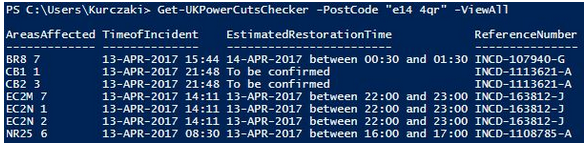 PS C:\Users\Kurczaki> Get-UKPowerCutsChecker -PostCode "e14 4qr" -ViewAll
AreasAffected TimeofIncident EstimatedRestorationTime ReferenceNumber
------------- -------------- ------------------------ ---------------
BR8 7 13-APR-2017 15:44 14-APR-2017 between 00:30 and 01:30 INCD-107940-G
CB1 1 13-APR-2017 21:48 To be confirmed INCD-1113621-A
CB2 3 13-APR-2017 21:48 To be confirmed INCD-1113621-A
EC2M 7 13-APR-2017 14:11 13-APR-2017 between 22:00 and 23:00 INCD-163812-J
EC2N 1 13-APR-2017 14:11 13-APR-2017 between 22:00 and 23:00 INCD-163812-J
EC2N 2 13-APR-2017 14:11 13-APR-2017 between 22:00 and 23:00 INCD-163812-J
NR25 6 13-APR-2017 08:30 13-APR-2017 between 16:00 and 17:00 INCD-1108785-A